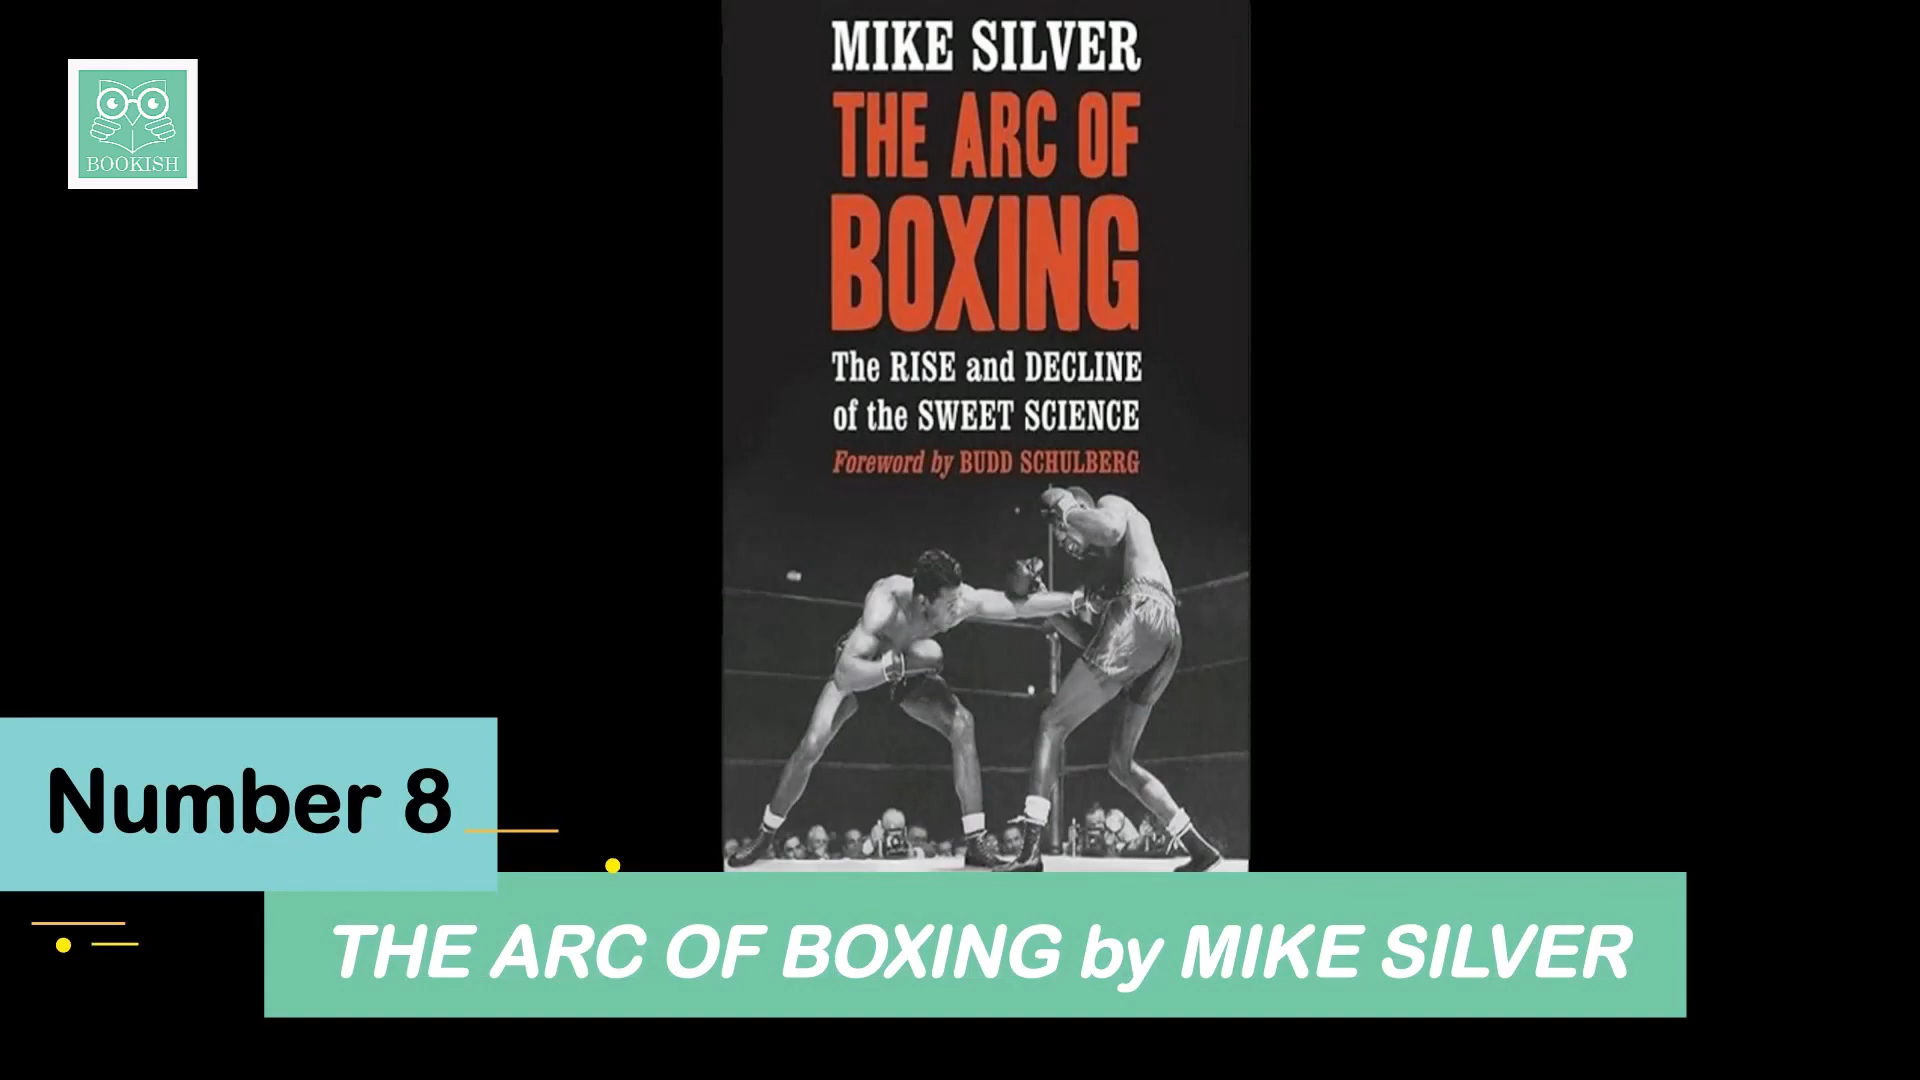 BOOKISH
MIKE SILVER
THE ARC OF
BOXING
The RISE and DECLINE
of the SWEET SCIENCE
Foreword by BUDD SCHULBERG
Number 8
THE ARC OF BOXING by MIKE SILVER